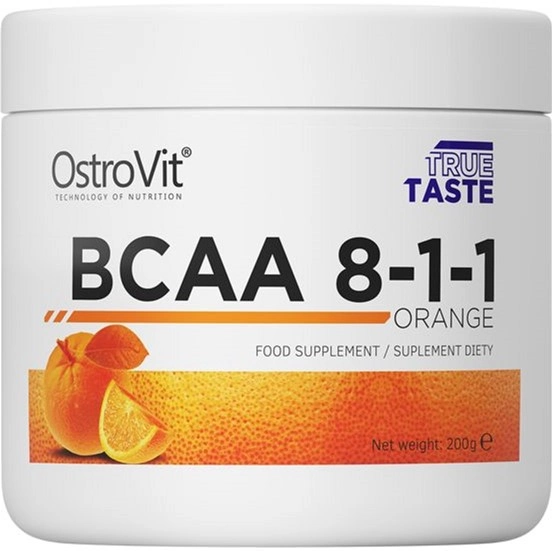 OstroVit®
TECHNOLOGY OF NUTRITION
TRUE
TASTE
BCAA 8-1-1
ORANGE
FOOD SUPPLEMENT / SUPLEMENT DIETY
Net weight: 200g ℮